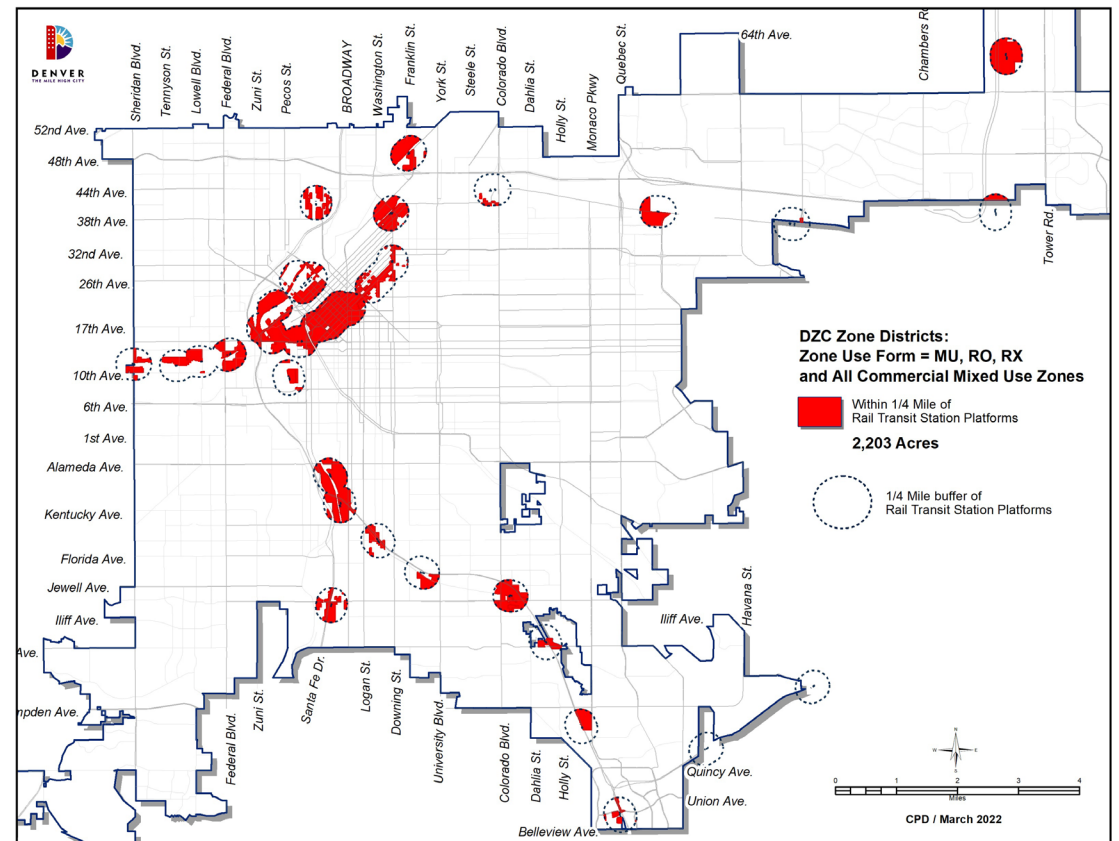 DENVER
THE MILE HIGH CITY
Sheridan Blvd.
Tennyson St.
Lowell Blvd.
Federal Blvd.
Zuni St.
Pecos St.
BROADWAY
Washington St.
Franklin St.
York St.
Steele St.
Colorado Blvd.
Dahlia St.
Holly St.
Monaco Pkwy
Quebec St.
64th Ave.
Chambers
52nd Ave.
48th Ave.
44th Ave.
38th Ave.
32nd Ave.
26th Ave.
17th Ave.
10th Ave.
6th Ave.
1st Ave.
Alameda Ave.
Kentucky Ave.
Florida Ave.
Jewell Ave.
Iliff Ave.
Ave.
mpden Ave.
Tower Rd.
DZC Zone Districts:
Zone Use Form = MU, RO, RX
and All Commercial Mixed Use Zones
Within 1/4 Mile of
Rail Transit Station Platforms
2,203 Acres
1/4 Mile buffer of
Rail Transit Station Platforms
Iliff Ave.
Havana St.
Federal Blvd.
Zuni St.
Santa Fe Dr.
Logan St.
Downing St.
University Blvd.
Colorado Blvd.
Dahlia St.
Holly St.
Quincy Ave.
Union Ave.
Belleview Ave.
N
W
E
S
0 1 2 3 4
Miles
CPD / March 2022